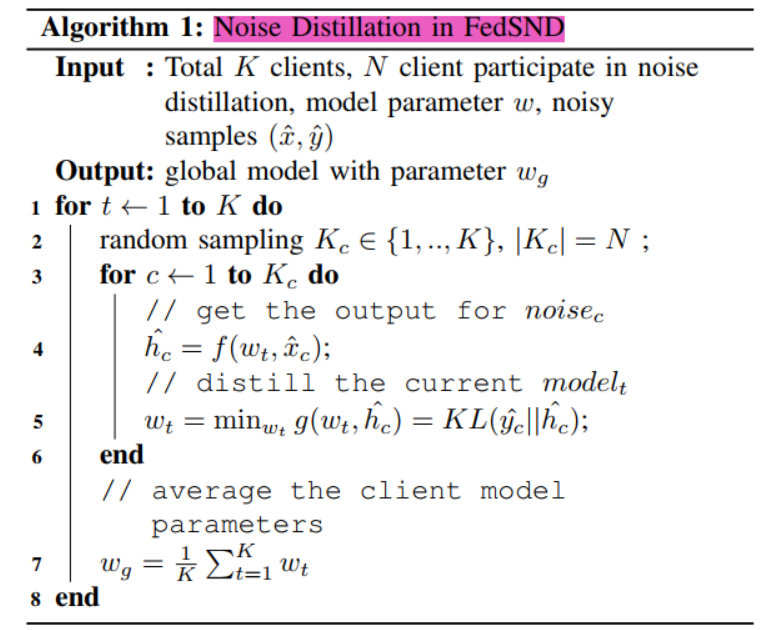 Algorithm 1: Noise Distillation in FedSND
Input : Total K clients, N client participate in noise
distillation, model parameter w, noisy
samples (x̂, ŷ)
Output: global model with parameter w_g
1 for t ← 1 to K do
2 random sampling K_c ∈ {1, .., K}, |K_c| = N ;
3 for c ← 1 to K_c do
// get the output for noise_c
4 ĥ_c = f(w_t, x̂_c);
// distill the current model_t
5 w_t = min_{w_t} g(w_t, ĥ_c) = KL(ŷ_c||ĥ_c);
6 end
// average the client model
parameters
7 w_g = \frac{1}{K} ∑_{t=1}^{K} w_t
8 end